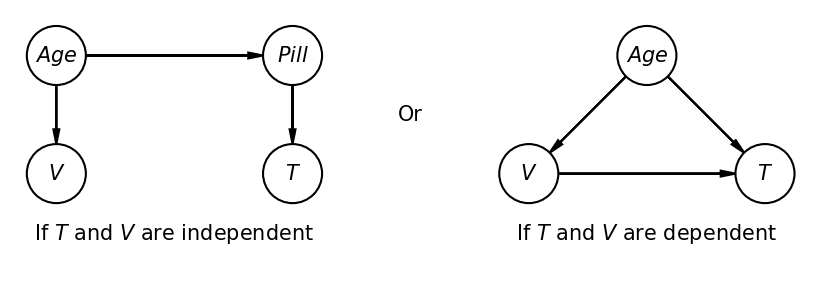 Age
Pill
V
T
If T and V are independent
Or
Age
V
T
If T and V are dependent